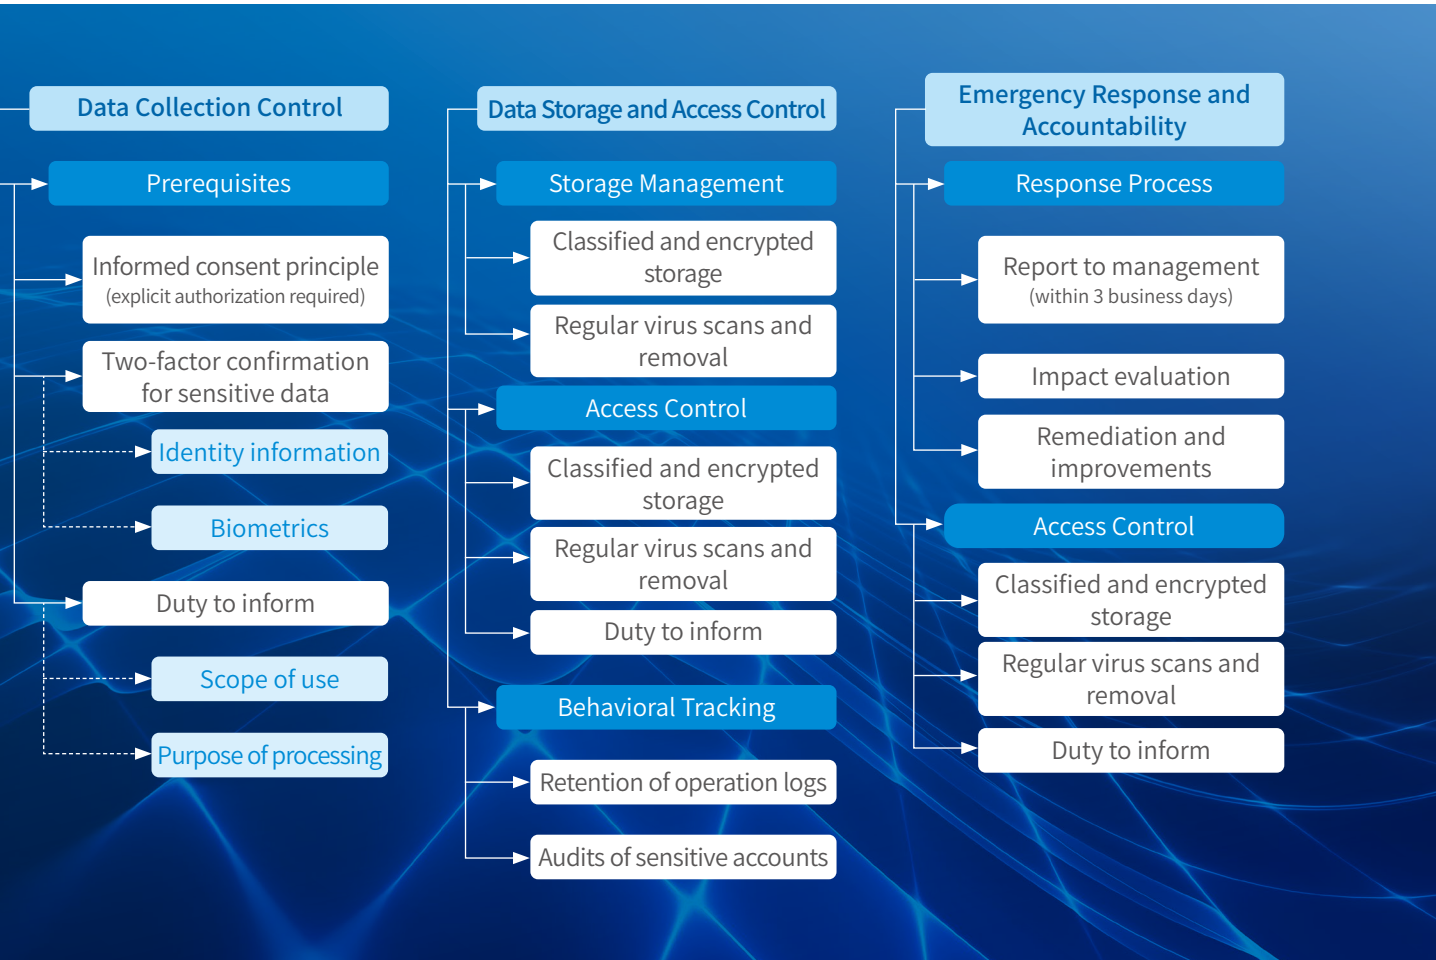 Data Collection Control
Prerequisites
Informed consent principle
(explicit authorization required)
Two-factor confirmation
for sensitive data
Identity information
Biometrics
Duty to inform
Scope of use
Purpose of processing
Data Storage and Access Control
Storage Management
Classified and encrypted
storage
Regular virus scans and
removal
Access Control
Classified and encrypted
storage
Regular virus scans and
removal
Duty to inform
Behavioral Tracking
Retention of operation logs
Audits of sensitive accounts
Emergency Response and
Accountability
Response Process
Report to management
(within 3 business days)
Impact evaluation
Remediation and
improvements
Access Control
Classified and encrypted
storage
Regular virus scans and
removal
Duty to inform